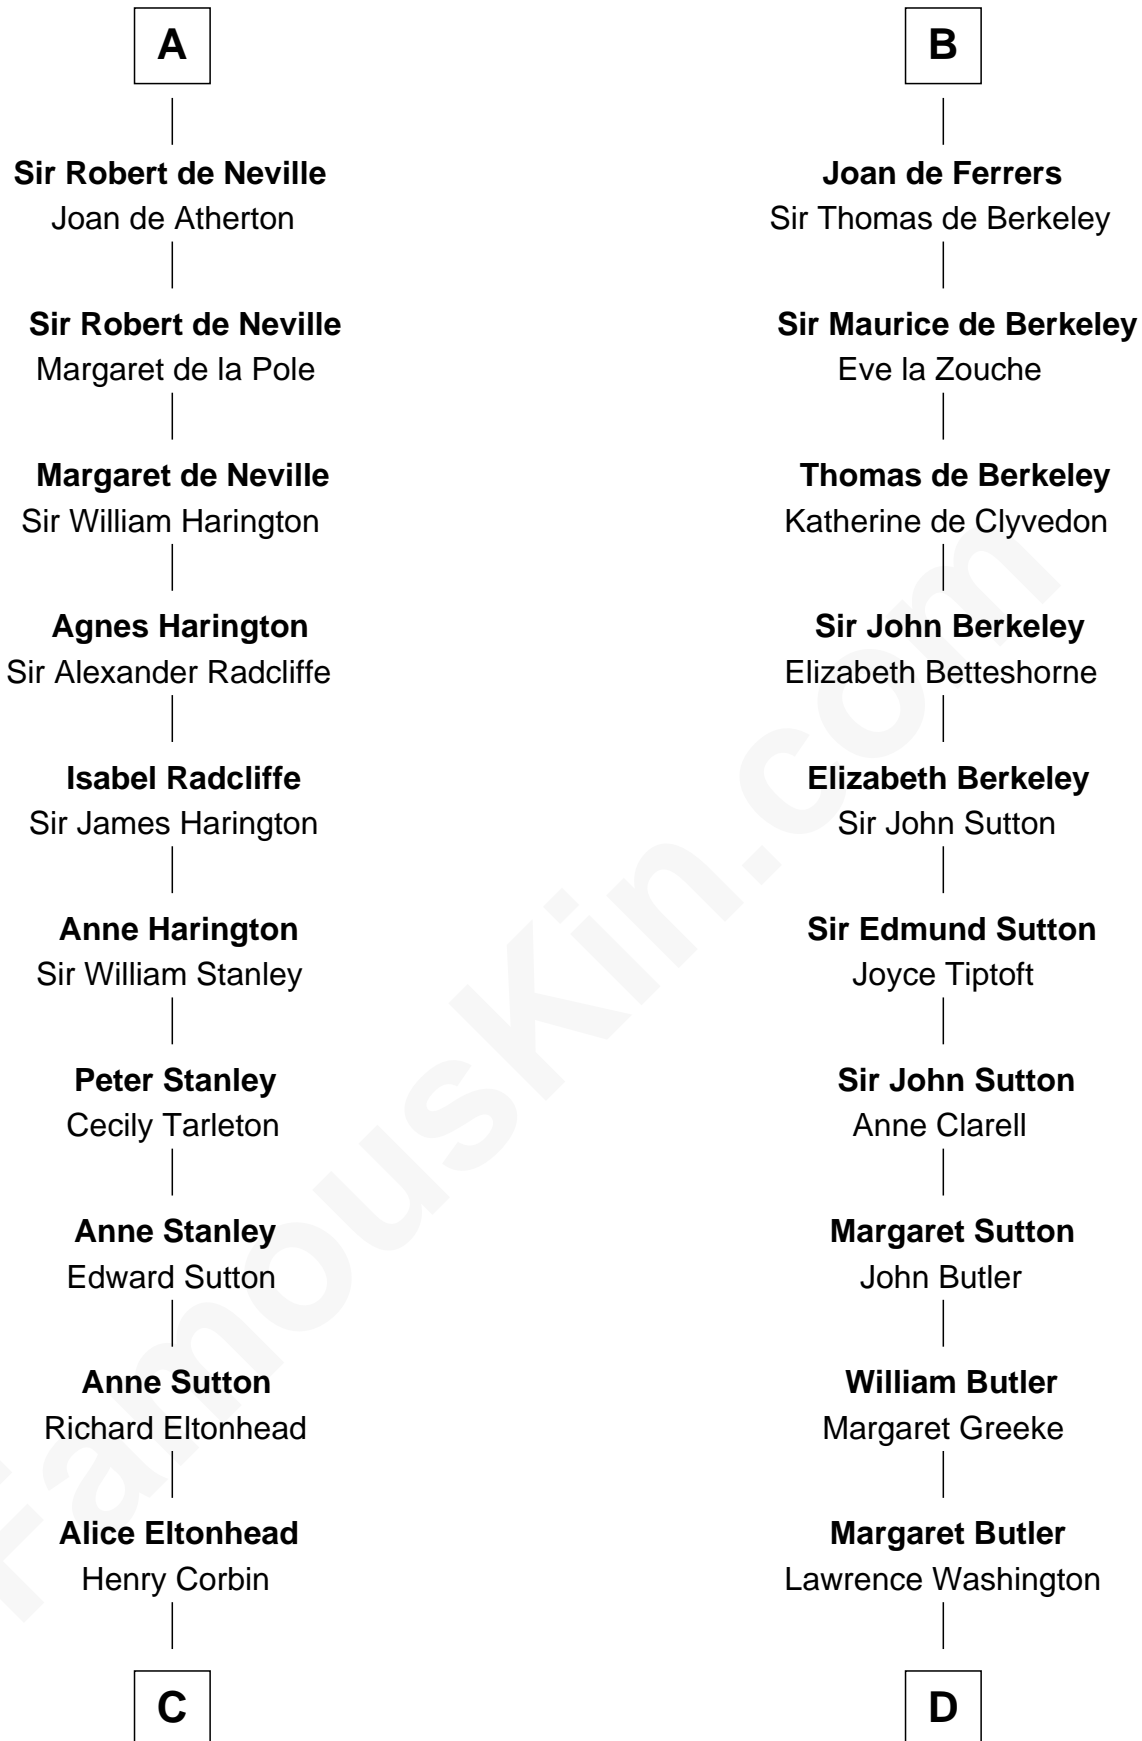 A
Sir Robert de Neville
Joan de Atherton
Sir Robert de Neville
Margaret de la Pole
Margaret de Neville
Sir William Harington
Agnes Harington
Sir Alexander Radcliffe
Isabel Radcliffe
Sir James Harington
Anne Harington
Sir William Stanley
Peter Stanley
Cecily Tarleton
Anne Stanley
Edward Sutton
Anne Sutton
Richard Eltonhead
Alice Eltonhead
Henry Corbin
C
B
Joan de Ferrers
Sir Thomas de Berkeley
Sir Maurice de Berkeley
Eve la Zouche
Thomas de Berkeley
Katherine de Clyvedon
Sir John Berkeley
Elizabeth Betteshorne
Elizabeth Berkeley
Sir John Sutton
Sir Edmund Sutton
Joyce Tiptoft
Sir John Sutton
Anne Clarell
Margaret Sutton
John Butler
William Butler
Margaret Greeke
Margaret Butler
Lawrence Washington
D
FamousKin.com